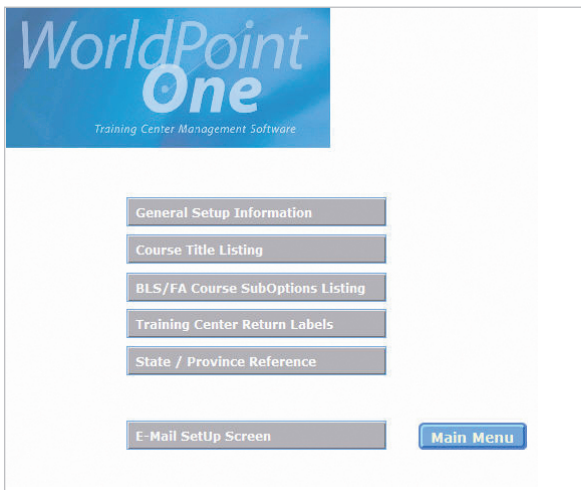 WorldPoint
One
Training Center Management Software
General Setup Information
Course Title Listing
BLS/FA Course SubOptions Listing
Training Center Return Labels
State / Province Reference
E-Mail SetUp Screen
Main Menu